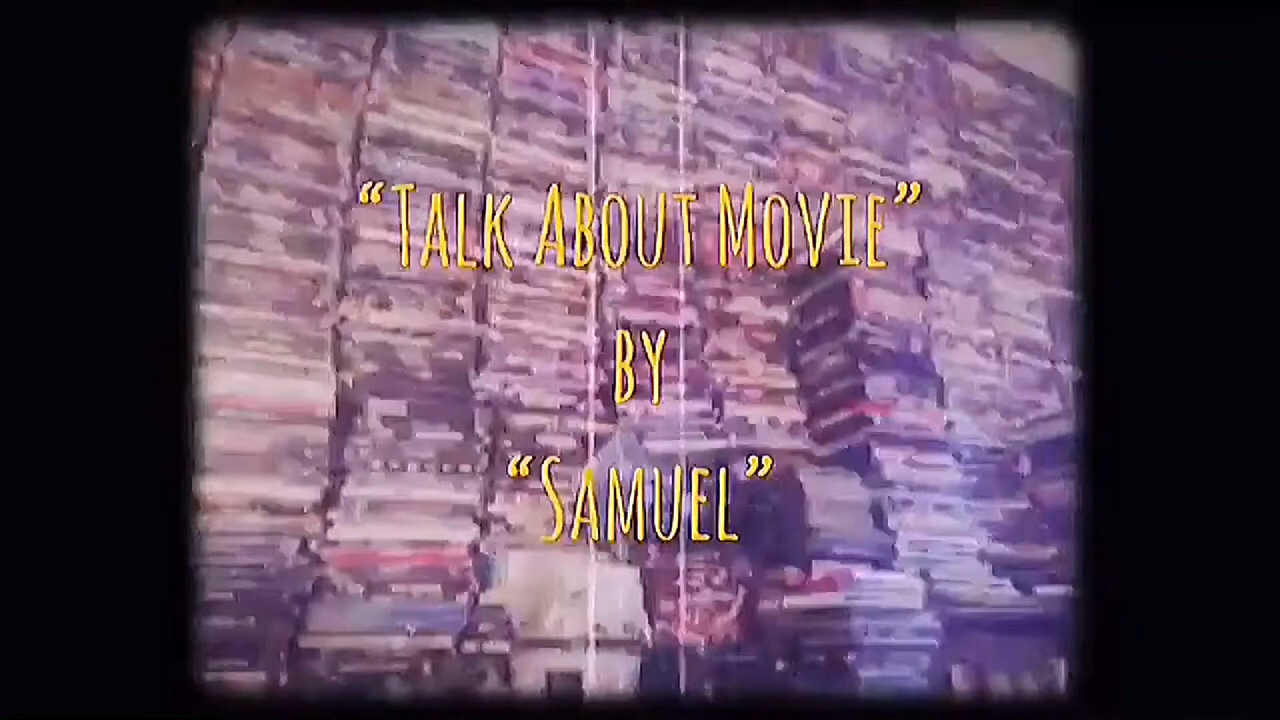 “Talk About Movie”
by
“Samuel”